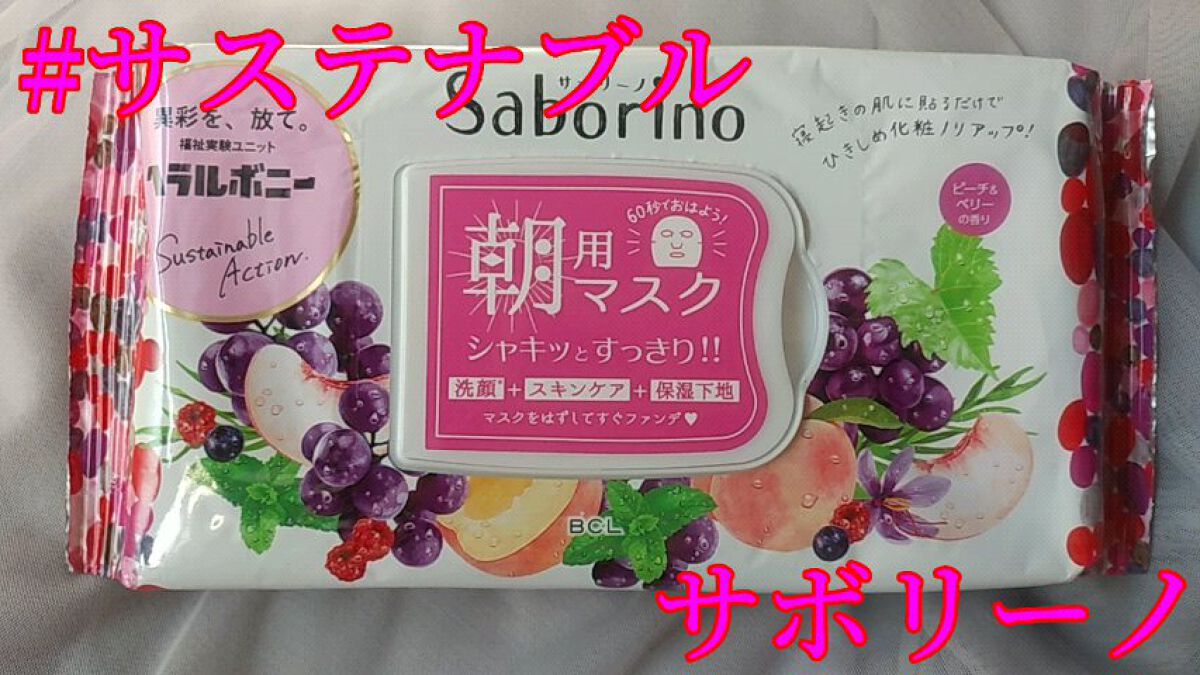 #サステナブル
サボリーノ
Saborino
異彩を、放て。
福祉実験ユニット
ヘラルボニー
Sustainable
Action.
寝起きの肌に貼るだけで
ひきしめ化粧ノリアップ!
ピーチ&
ベリー
の香り
60秒でおはよう!
朝用
マスク
シャキッとすっきり!!
洗顔*+スキンケア+保湿下地
マスクをはずしてすぐファンデ♥
BCL
サボリーノ